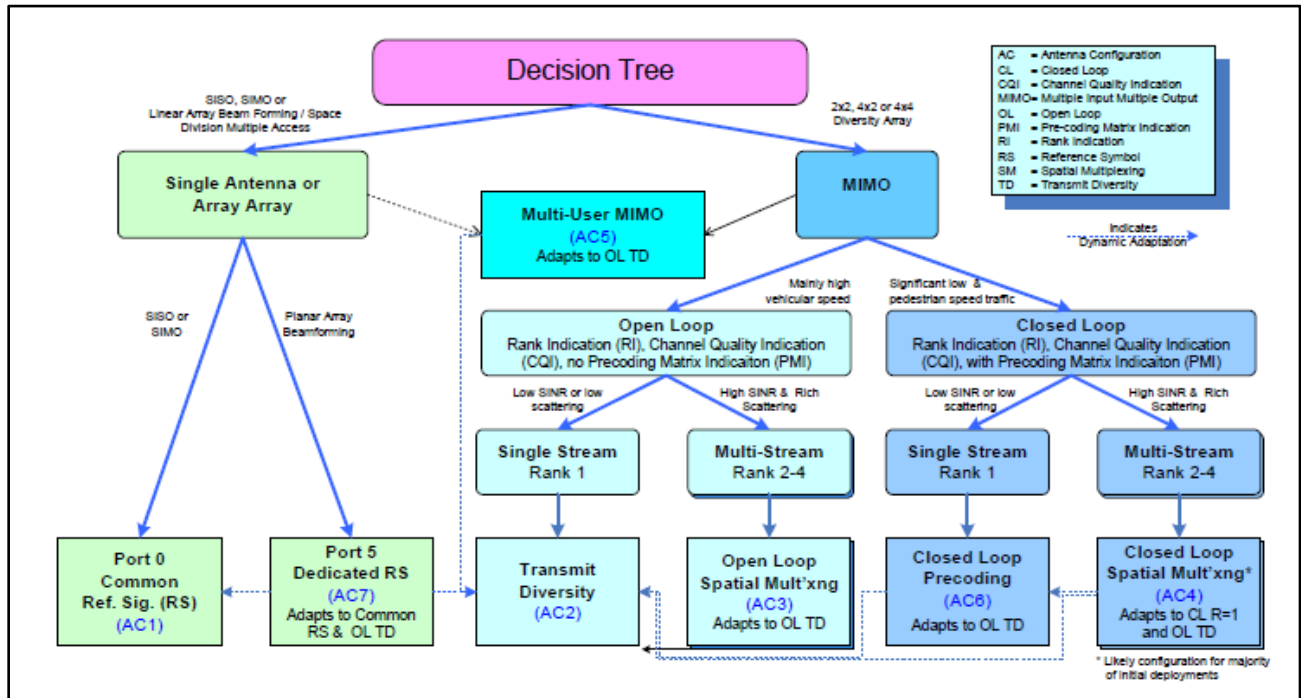 Decision Tree
AC = Antenna Configuration
CL = Closed Loop
CQI = Channel Quality Indication
MIMO= Multiple Input Multiple Output
OL = Open Loop
PMI = Pre-coding Matrix Indication
RI = Rank Indication
RS = Reference Symbol
SM = Spatial Multiplexing
TD = Transmit Diversity
SISO, SIMO or
Linear Array Beam Forming / Space
Division Multiple Access
2x2, 4x2 or 4x4
Diversity Array
Single Antenna or
Array Array
MIMO
Multi-User MIMO
(AC5)
Adapts to OL TD
Indicates
Dynamic Adaptation
Mainly high
vehicular speed
Significant low &
pedestrian speed traffic
SISO or
SIMO
Planar Array
Beamforming
Open Loop
Rank Indication (RI), Channel Quality Indication
(CQI), no Precoding Matrix Indicaiton (PMI)
Closed Loop
Rank Indication (RI), Channel Quality Indication
(CQI), with Precoding Matrix Indicaiton (PMI)
Low SINR or low
scattering
High SINR & Rich
Scattering
Low SINR or low
scattering
High SINR & Rich
Scattering
Single Stream
Rank 1
Multi-Stream
Rank 2-4
Single Stream
Rank 1
Multi-Stream
Rank 2-4
Port 0
Common
Ref. Sig. (RS)
(AC1)
Port 5
Dedicated RS
(AC7)
Adapts to Common
RS & OL TD
Transmit
Diversity
(AC2)
Open Loop
Spatial Mult'xng
(AC3)
Adapts to OL TD
Closed Loop
Precoding
(AC6)
Adapts to OL TD
Closed Loop
Spatial Mult'xng*
(AC4)
Adapts to CL R=1
and OL TD
* Likely configuration for majority
of initial deployments